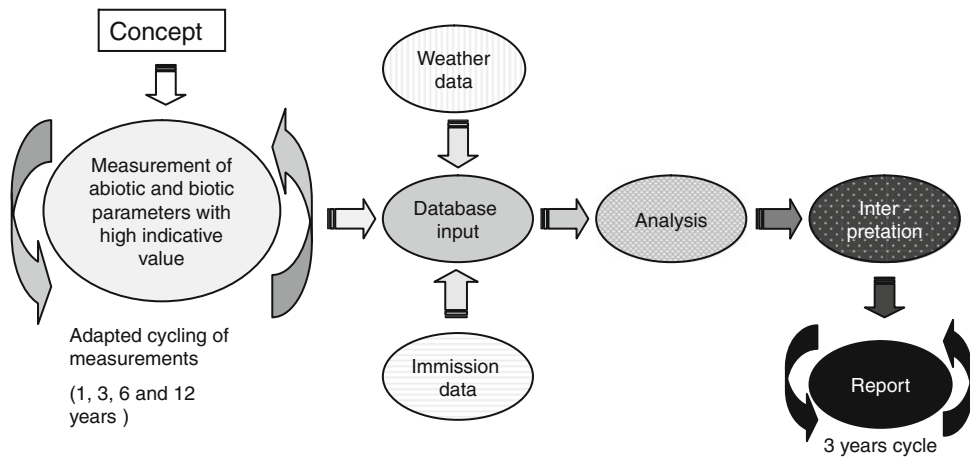 Concept
Measurement of
abiotic and biotic
parameters with
high indicative
value
Adapted cycling of
measurements
(1, 3, 6 and 12
years )
Weather
data
Database
input
Immission
data
Analysis
Inter -
pretation
Report
3 years cycle